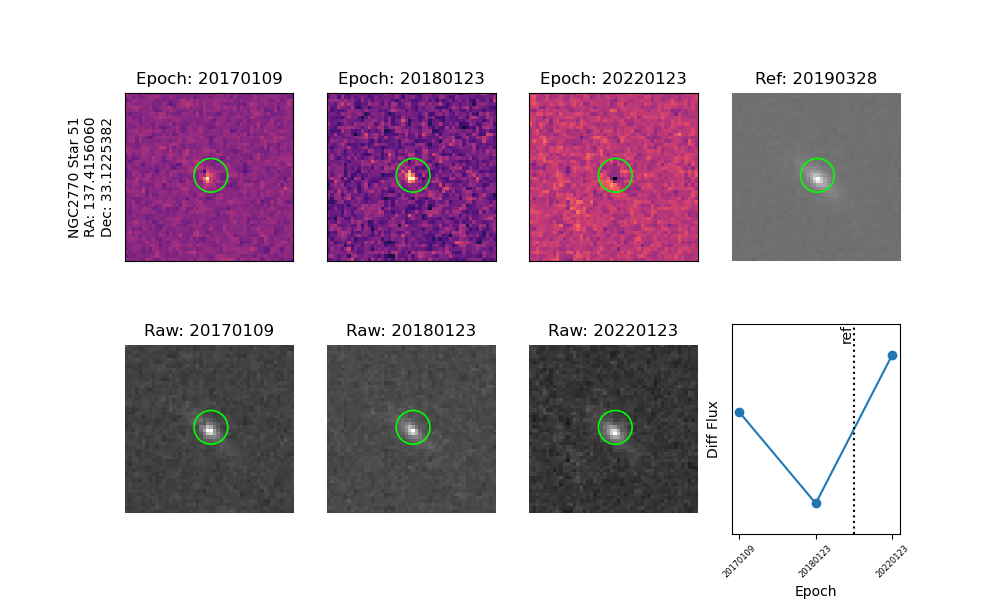 NGC2770 Star 51
RA: 137.4156060
Dec: 33.1225382
Epoch: 20170109
Epoch: 20180123
Epoch: 20220123
Ref: 20190328
Raw: 20170109
Raw: 20180123
Raw: 20220123
ref
Diff Flux
20170109
20180123
20220123
Epoch